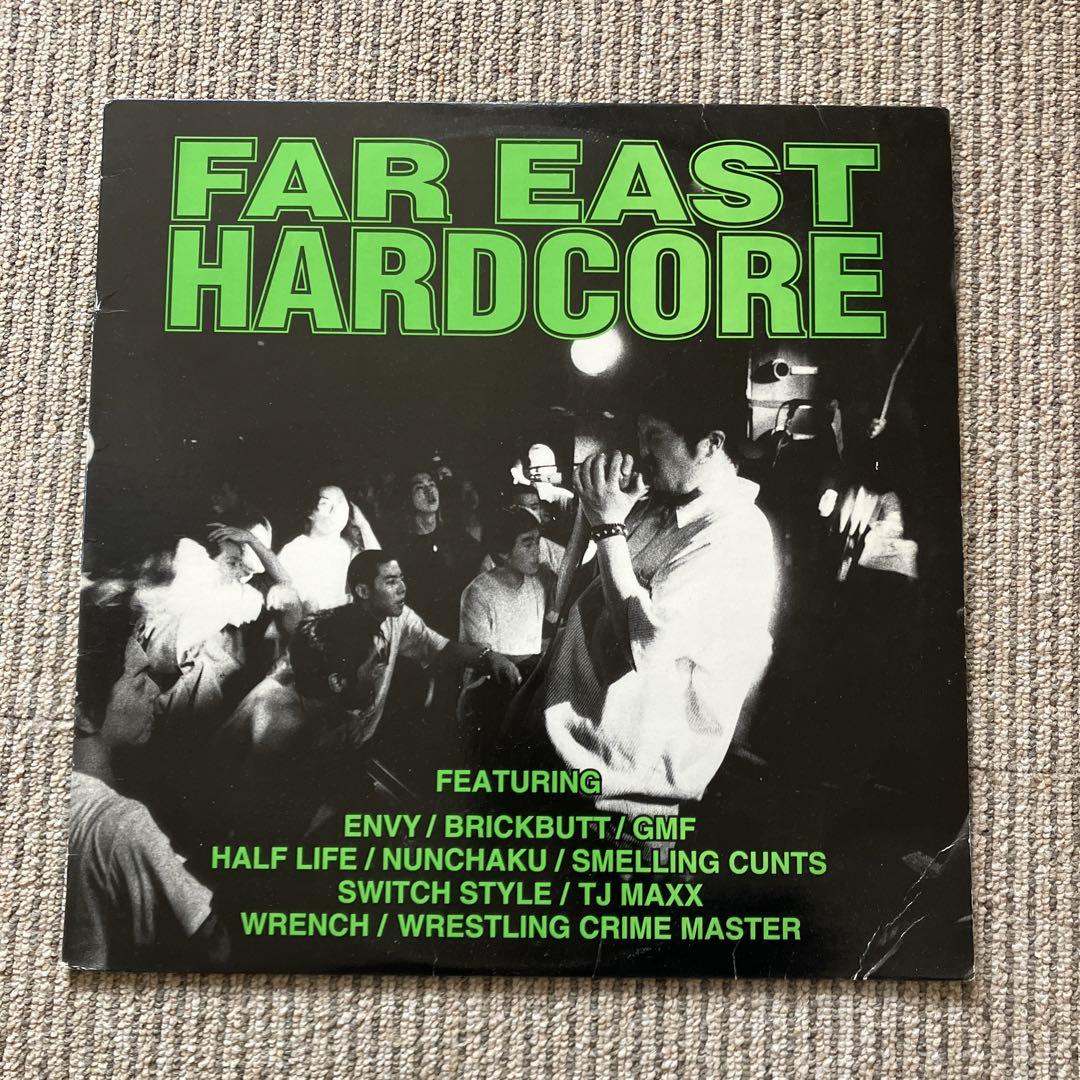 FAR EAST
HARDCORE
FEATURING
ENVY / BRICKBUTT / GMF
HALF LIFE / NUNCHAKU / SMELLING CUNTS
SWITCH STYLE / TJ MAXX
WRENCH / WRESTLING CRIME MASTER